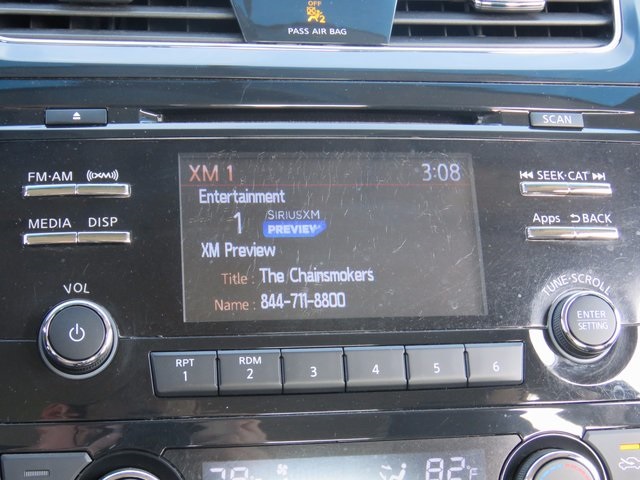 OFF
PASS AIR BAG
SCAN
FM·AM
XM
MEDIA DISP
VOL
XM 1 3:08
Entertainment
1 SIRIUSXM
PREVIEW
XM Preview
Title : The Chainsmokers
Name : 844-711-8800
SEEK·CAT
Apps BACK
TUNE·SCROLL
ENTER
SETTING
RPT
1
RDM
2
3
4
5
6
78
82°F